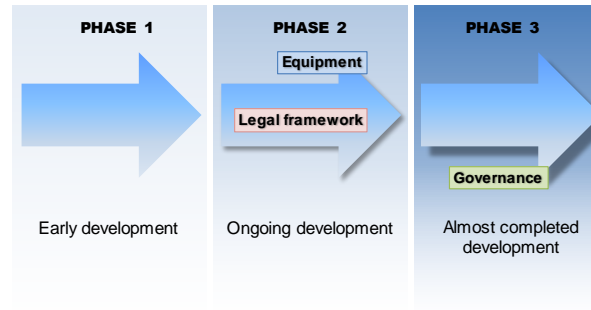 PHASE 1
PHASE 2
PHASE 3
Equipment
Legal framework
Governance
Early development
Ongoing development
Almost completed
development